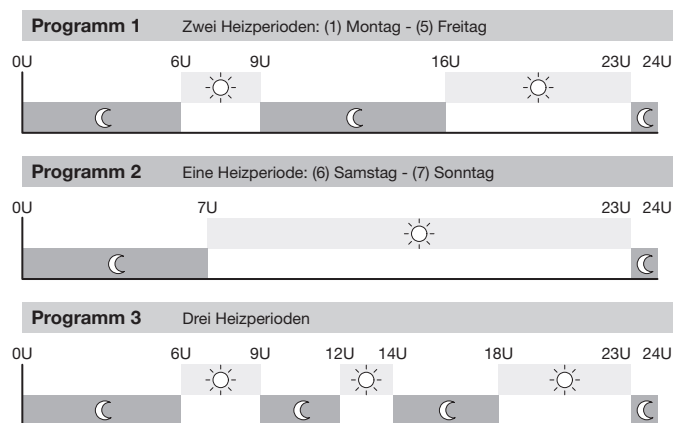 Programm 1 Zwei Heizperioden: (1) Montag - (5) Freitag
0U 6U 9U 16U 23U 24U
Programm 2 Eine Heizperiode: (6) Samstag - (7) Sonntag
0U 7U 23U 24U
Programm 3 Drei Heizperioden
0U 6U 9U 12U 14U 18U 23U 24U